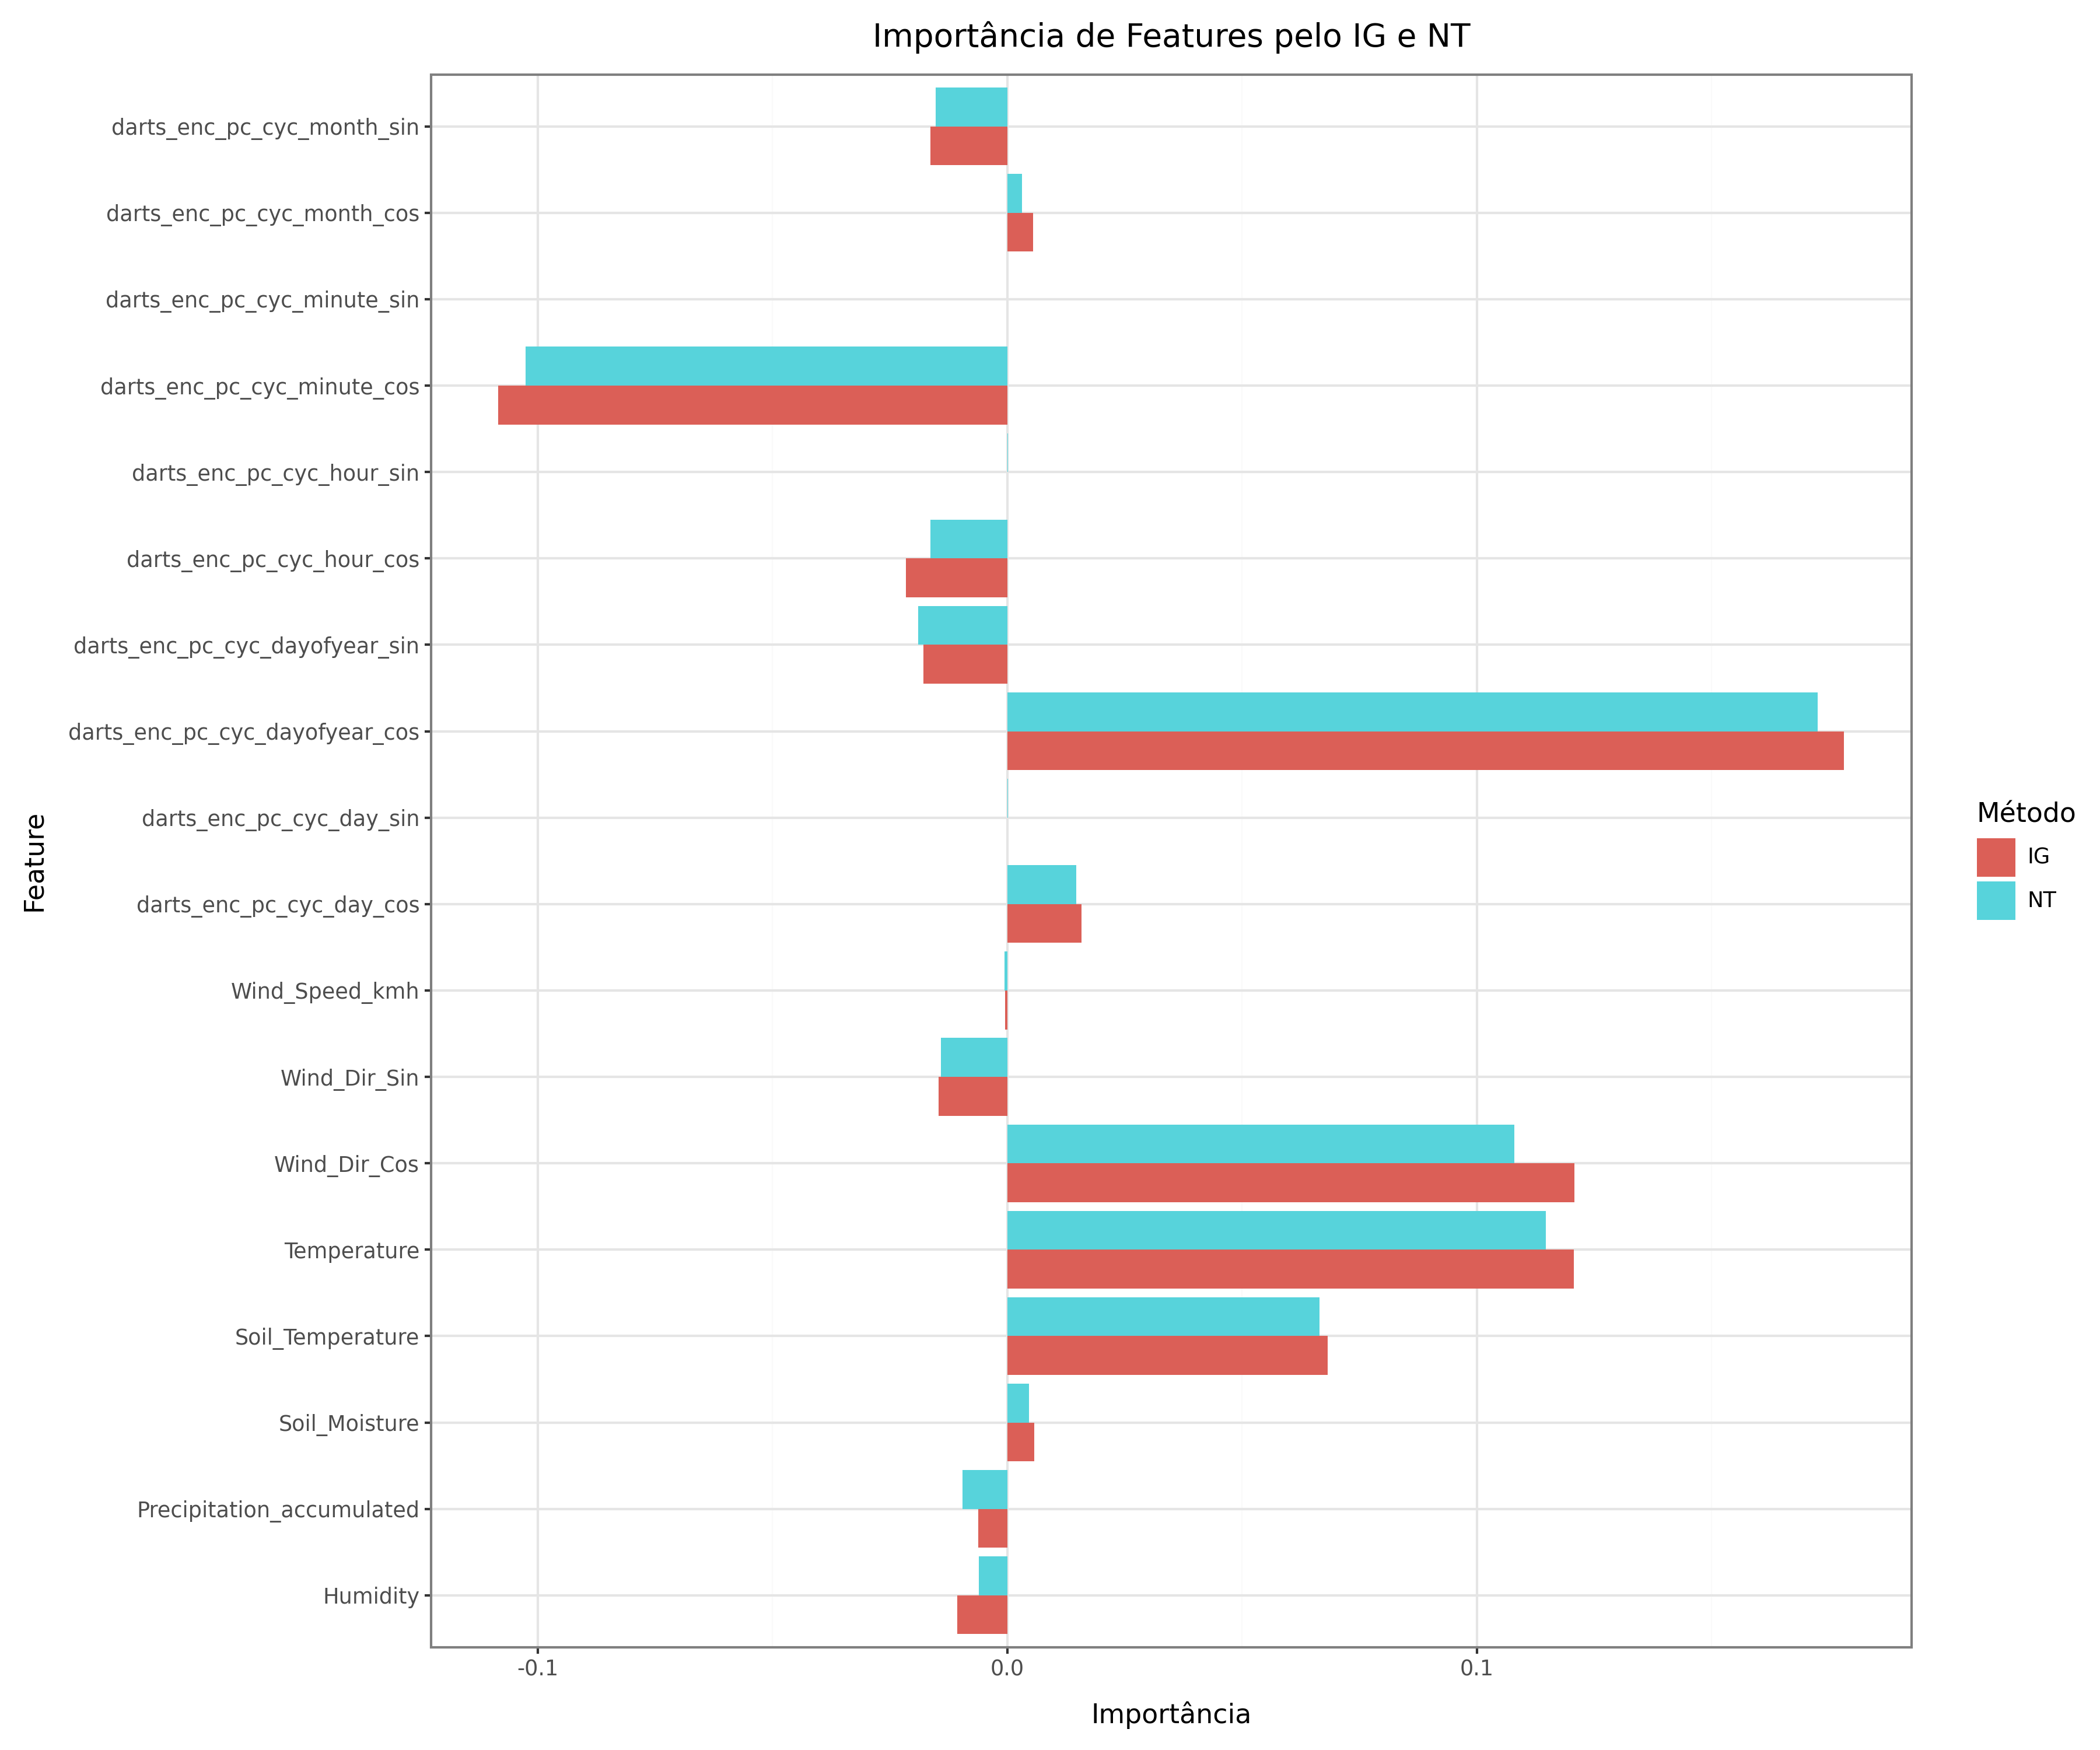 Importância de Features pelo IG e NT
darts_enc_pc_cyc_month_sin
darts_enc_pc_cyc_month_cos
darts_enc_pc_cyc_minute_sin
darts_enc_pc_cyc_minute_cos
darts_enc_pc_cyc_hour_sin
darts_enc_pc_cyc_hour_cos
darts_enc_pc_cyc_dayofyear_sin
darts_enc_pc_cyc_dayofyear_cos
darts_enc_pc_cyc_day_sin
darts_enc_pc_cyc_day_cos
Wind_Speed_kmh
Wind_Dir_Sin
Wind_Dir_Cos
Temperature
Soil_Temperature
Soil_Moisture
Precipitation_accumulated
Humidity
Feature
-0.1
0.0
0.1
Importância
Método
IG
NT